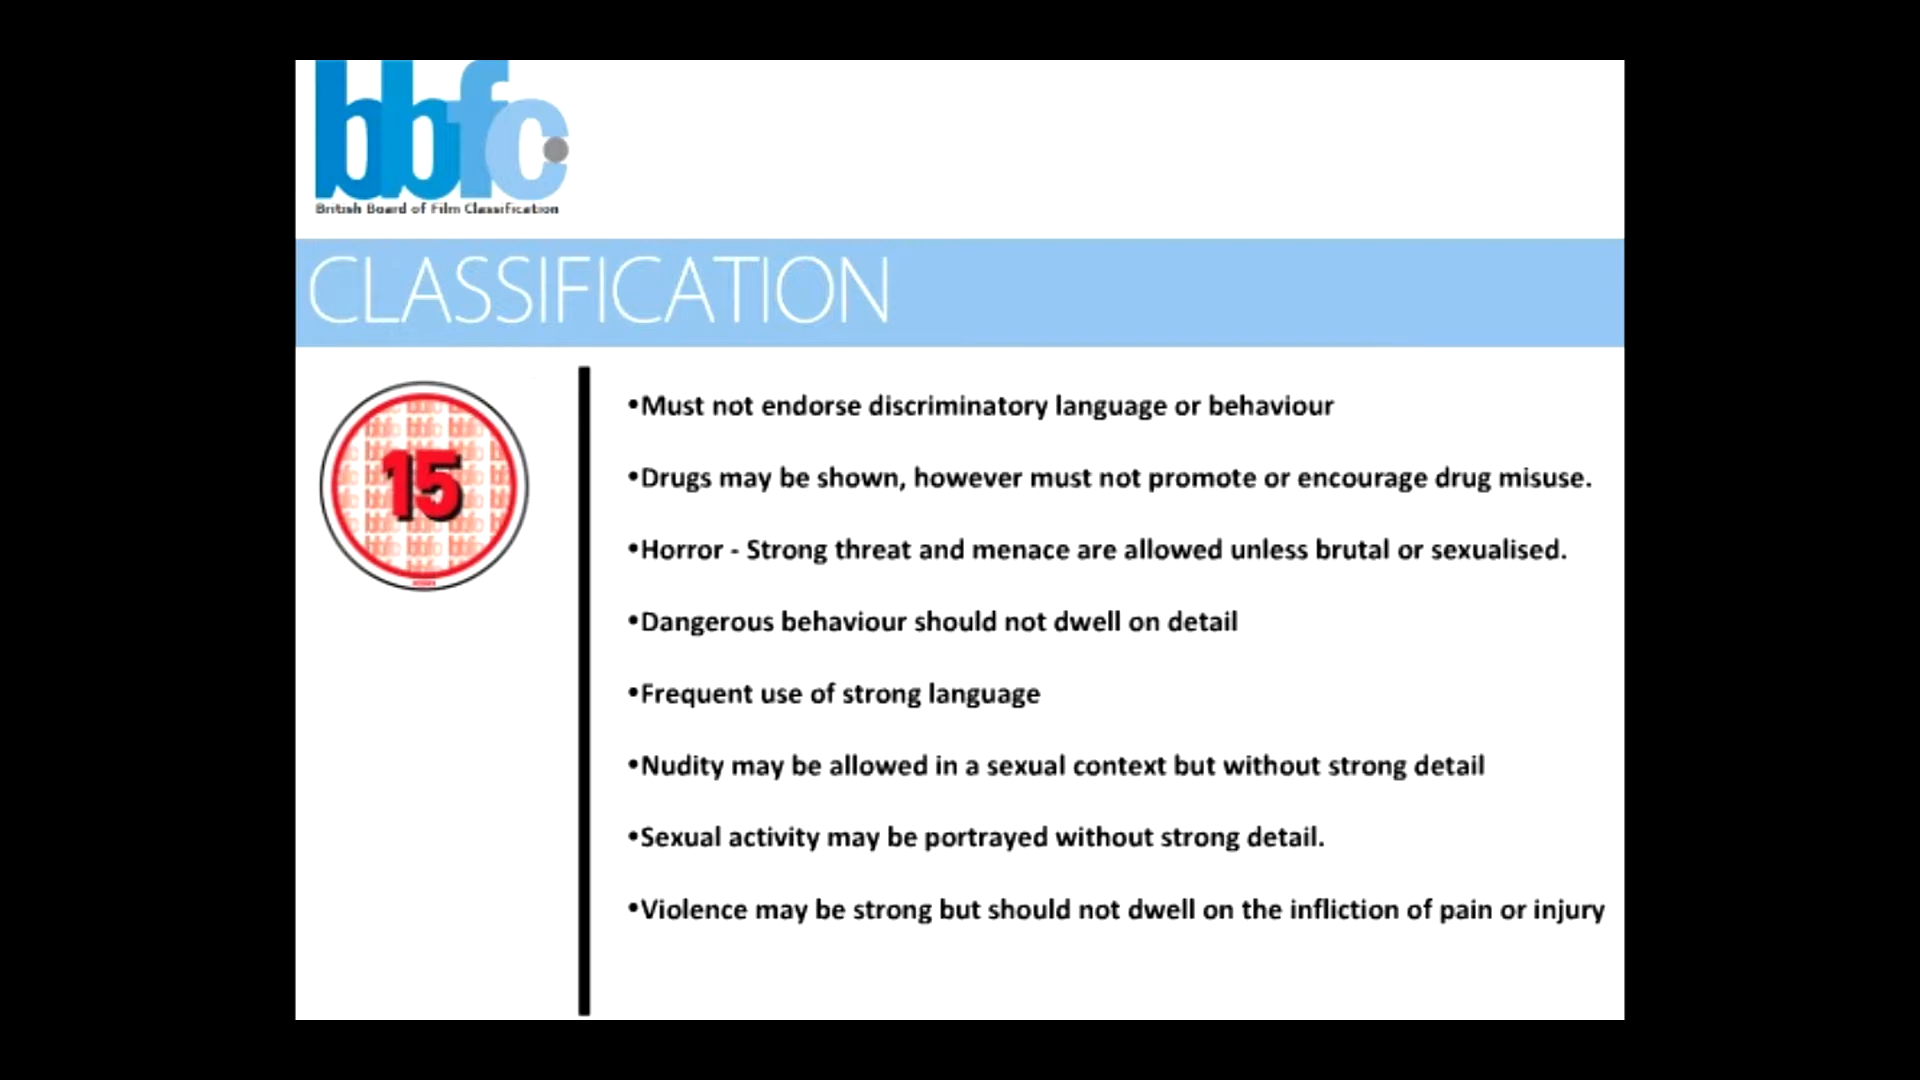 bbfc
British Board of Film Classification
CLASSIFICATION
15
•Must not endorse discriminatory language or behaviour
•Drugs may be shown, however must not promote or encourage drug misuse.
•Horror - Strong threat and menace are allowed unless brutal or sexualised.
•Dangerous behaviour should not dwell on detail
•Frequent use of strong language
•Nudity may be allowed in a sexual context but without strong detail
•Sexual activity may be portrayed without strong detail.
•Violence may be strong but should not dwell on the infliction of pain or injury